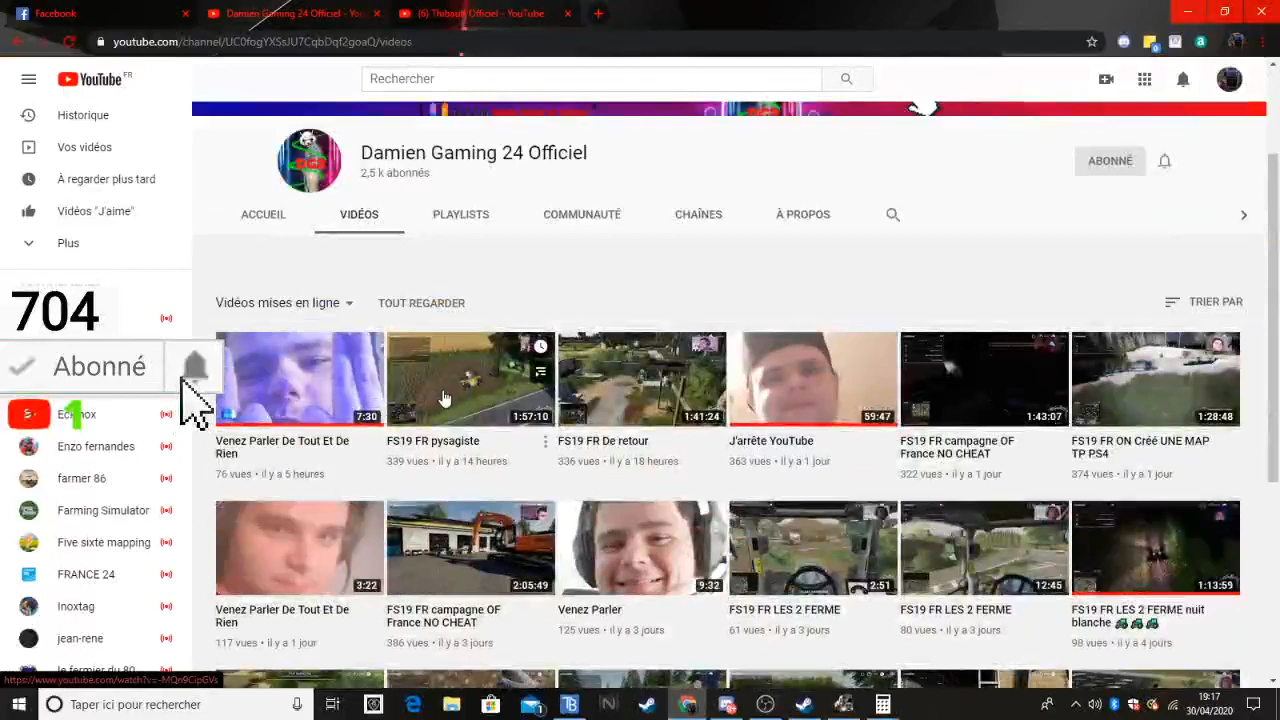 Facebook
Damien Gaming 24 Officiel - You
(6) Thibault Officiel - YouTube
youtube.com/channel/UC0fogYXSsJU7CqbDqf2goaQ/videos
YouTube FR
Rechercher
Historique
Vos vidéos
À regarder plus tard
Vidéos "J'aime"
Plus
704
Abonné
1
Enzo fernandes
farmer 86
Farming Simulator
Five sixte mapping
FRANCE 24
Inoxtag
jean-rene
le fermier du 80
Damien Gaming 24 Officiel
2,5 k abonnés
ABONNÉ
ACCUEIL VIDÉOS PLAYLISTS COMMUNAUTÉ CHAÎNES À PROPOS
Vidéos mises en ligne TOUT REGARDER TRIER PAR
7:30
1:57:10
1:41:24
59:47
1:43:07
1:28:48
Venez Parler De Tout Et De
Rien
76 vues • il y a 5 heures
FS19 FR pysagiste
339 vues • il y a 14 heures
FS19 FR De retour
336 vues • il y a 18 heures
J'arrête YouTube
363 vues • il y a 1 jour
FS19 FR campagne OF
France NO CHEAT
322 vues • il y a 1 jour
FS19 FR ON Créé UNE MAP
TP PS4
374 vues • il y a 1 jour
3:22
2:05:49
9:32
2:51
12:45
1:13:59
Venez Parler De Tout Et De
Rien
117 vues • il y a 1 jour
FS19 FR campagne OF
France NO CHEAT
386 vues • il y a 3 jours
Venez Parler
125 vues • il y a 3 jours
FS19 FR LES 2 FERME
61 vues • il y a 3 jours
FS19 FR LES 2 FERME
80 vues • il y a 3 jours
FS19 FR LES 2 FERME nuit
blanche 🚜🚜🚜
98 vues • il y a 4 jours
https://www.youtube.com/watch?v=-MQn9CipGVs
Taper ici pour rechercher
19:17
30/04/2020